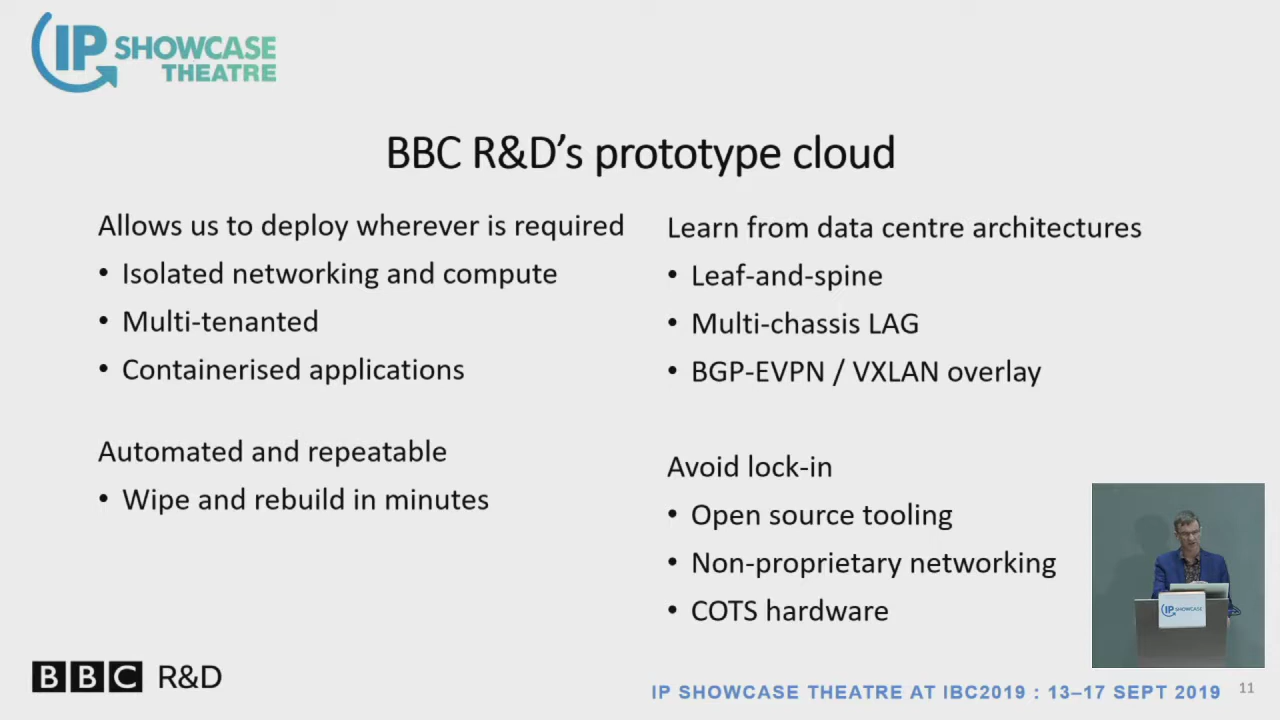 IP SHOWCASE
THEATRE
BBC R&D's prototype cloud
Allows us to deploy wherever is required
• Isolated networking and compute
• Multi-tenanted
• Containerised applications
Automated and repeatable
• Wipe and rebuild in minutes
Learn from data centre architectures
• Leaf-and-spine
• Multi-chassis LAG
• BGP-EVPN / VXLAN overlay
Avoid lock-in
• Open source tooling
• Non-proprietary networking
• COTS hardware
IP SHOWCASE
BBC R&D
IP SHOWCASE THEATRE AT IBC2019 : 13–17 SEPT 2019
11